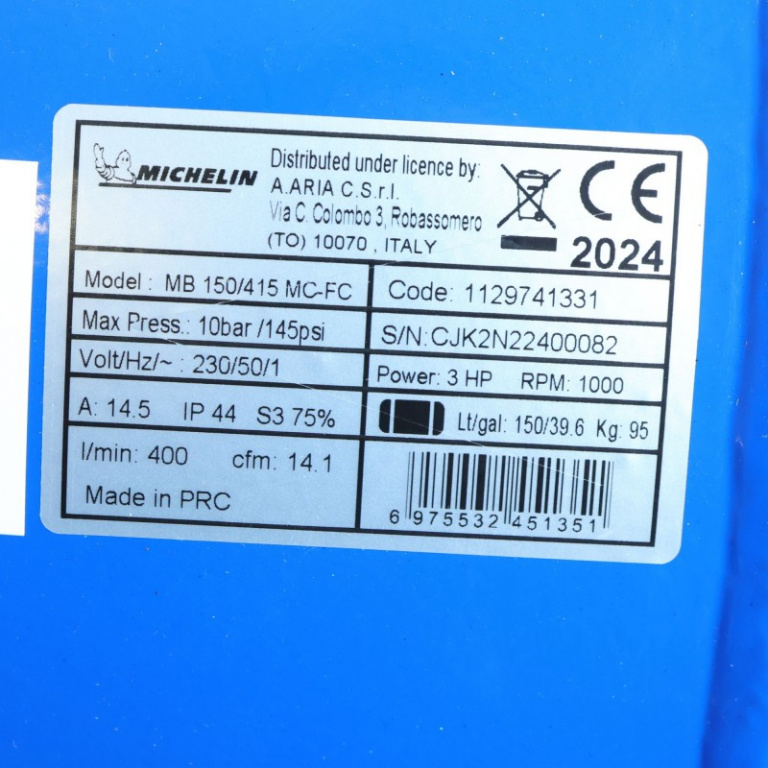 MICHELIN
Distributed under licence by:
A.ARIA C.S.r.l.
Via C. Colombo 3, Robassomero
(TO) 10070 , ITALY
CE
2024
Model : MB 150/415 MC-FC
Code: 1129741331
Max Press.: 10bar /145psi
S/N:CJK2N22400082
Volt/Hz/~ : 230/50/1
Power: 3 HP RPM: 1000
A: 14.5 IP 44 S3 75%
Lt/gal: 150/39.6 Kg: 95
l/min: 400 cfm: 14.1
Made in PRC
6 975532 451351